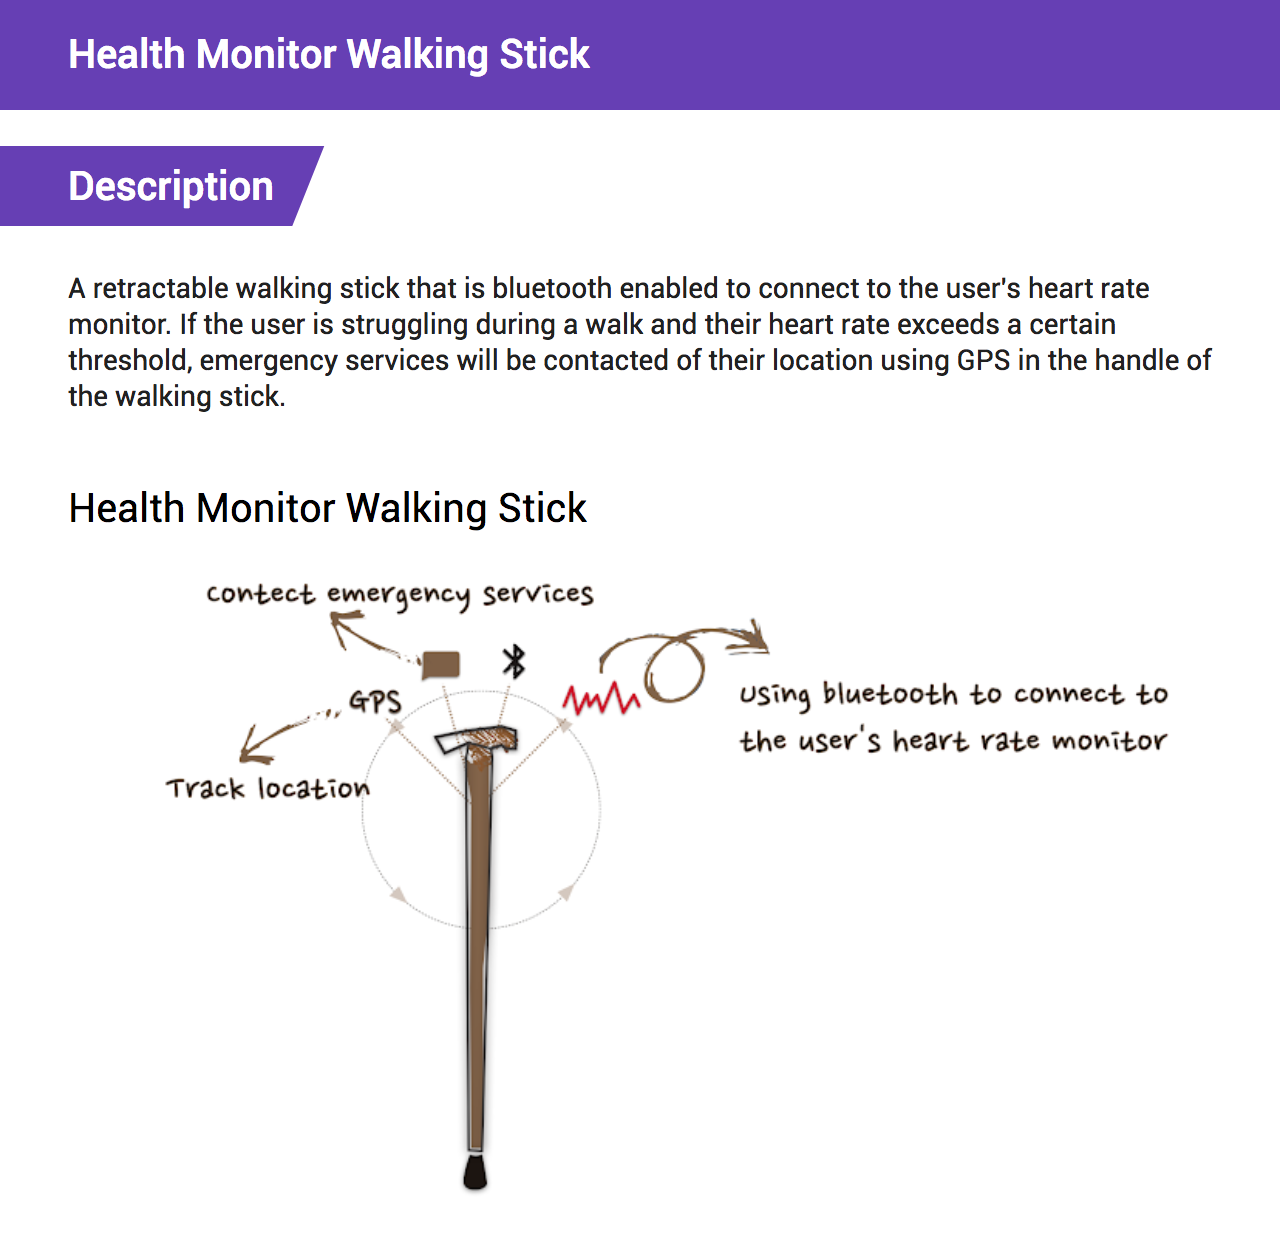 Health Monitor Walking Stick
Description
A retractable walking stick that is bluetooth enabled to connect to the user's heart rate
monitor. If the user is struggling during a walk and their heart rate exceeds a certain
threshold, emergency services will be contacted of their location using GPS in the handle of
the walking stick.
Health Monitor Walking Stick
contect emergency services
GPS
Track location
Using bluetooth to connect to
the user's heart rate monitor